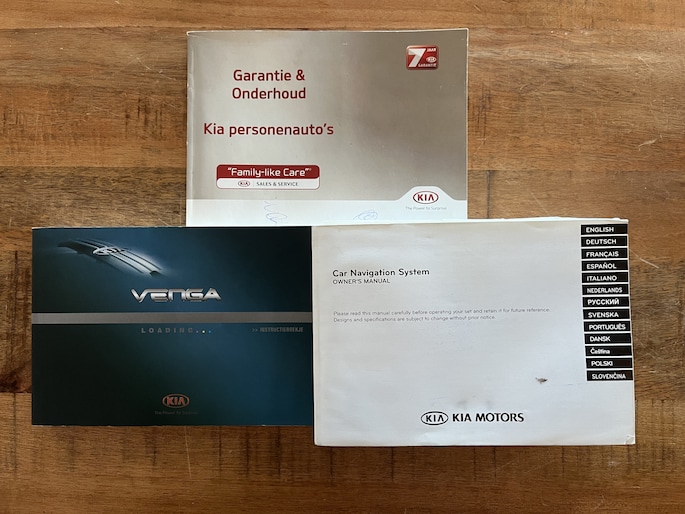 Garantie &
Onderhoud
Kia personenauto's
7 JAAR
GARANTIE
"Family-like Care"
KIA SALES & SERVICE
KIA
The Power to Surprise
VENGA
LOADING...
>> INSTRUCTIEBOEKJE
KIA
The Power to Surprise
Car Navigation System
OWNER'S MANUAL
Please read this manual carefully before operating your set and retain it for future reference.
Designs and specifications are subject to change without prior notice.
KIA KIA MOTORS
ENGLISH
DEUTSCH
FRANÇAIS
ESPAÑOL
ITALIANO
NEDERLANDS
РУССКИЙ
SVENSKA
PORTUGUÊS
DANSK
Čeština
POLSKI
SLOVENČINA